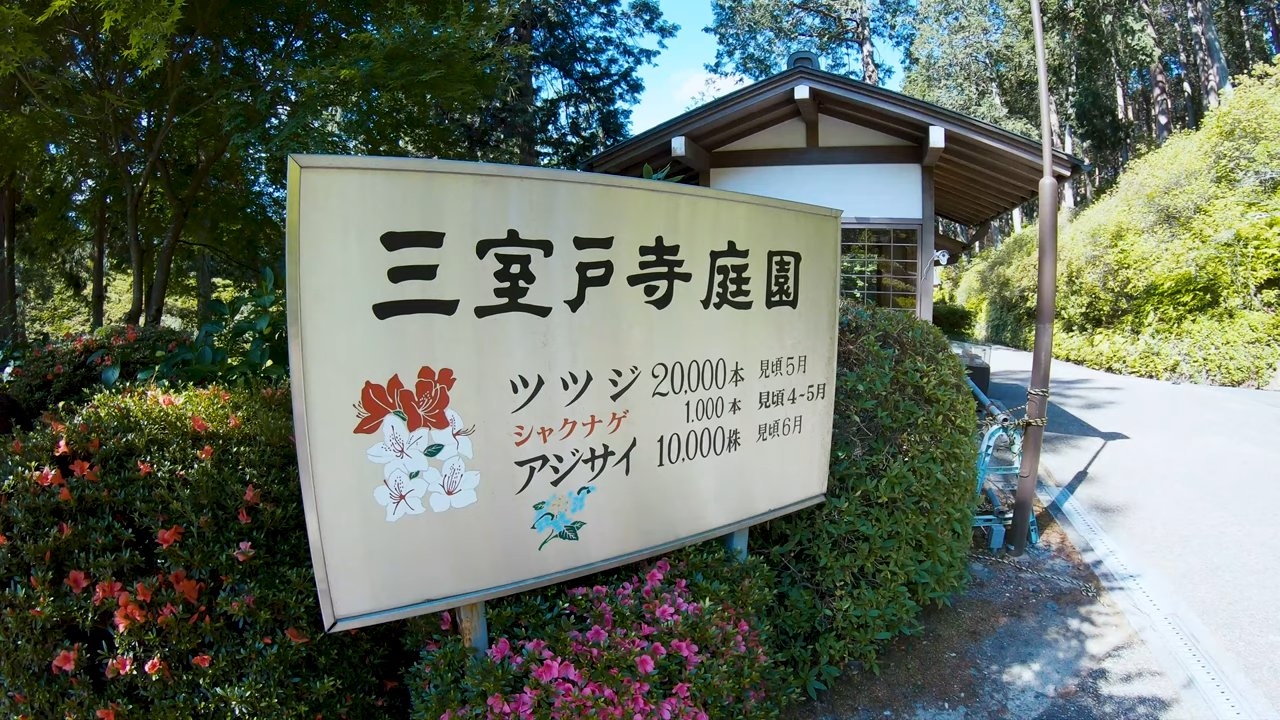 三室戸寺庭園
ツツジ 20,000本 見頃5月
シャクナゲ 1,000本 見頃4~5月
アジサイ 10,000株 見頃6月